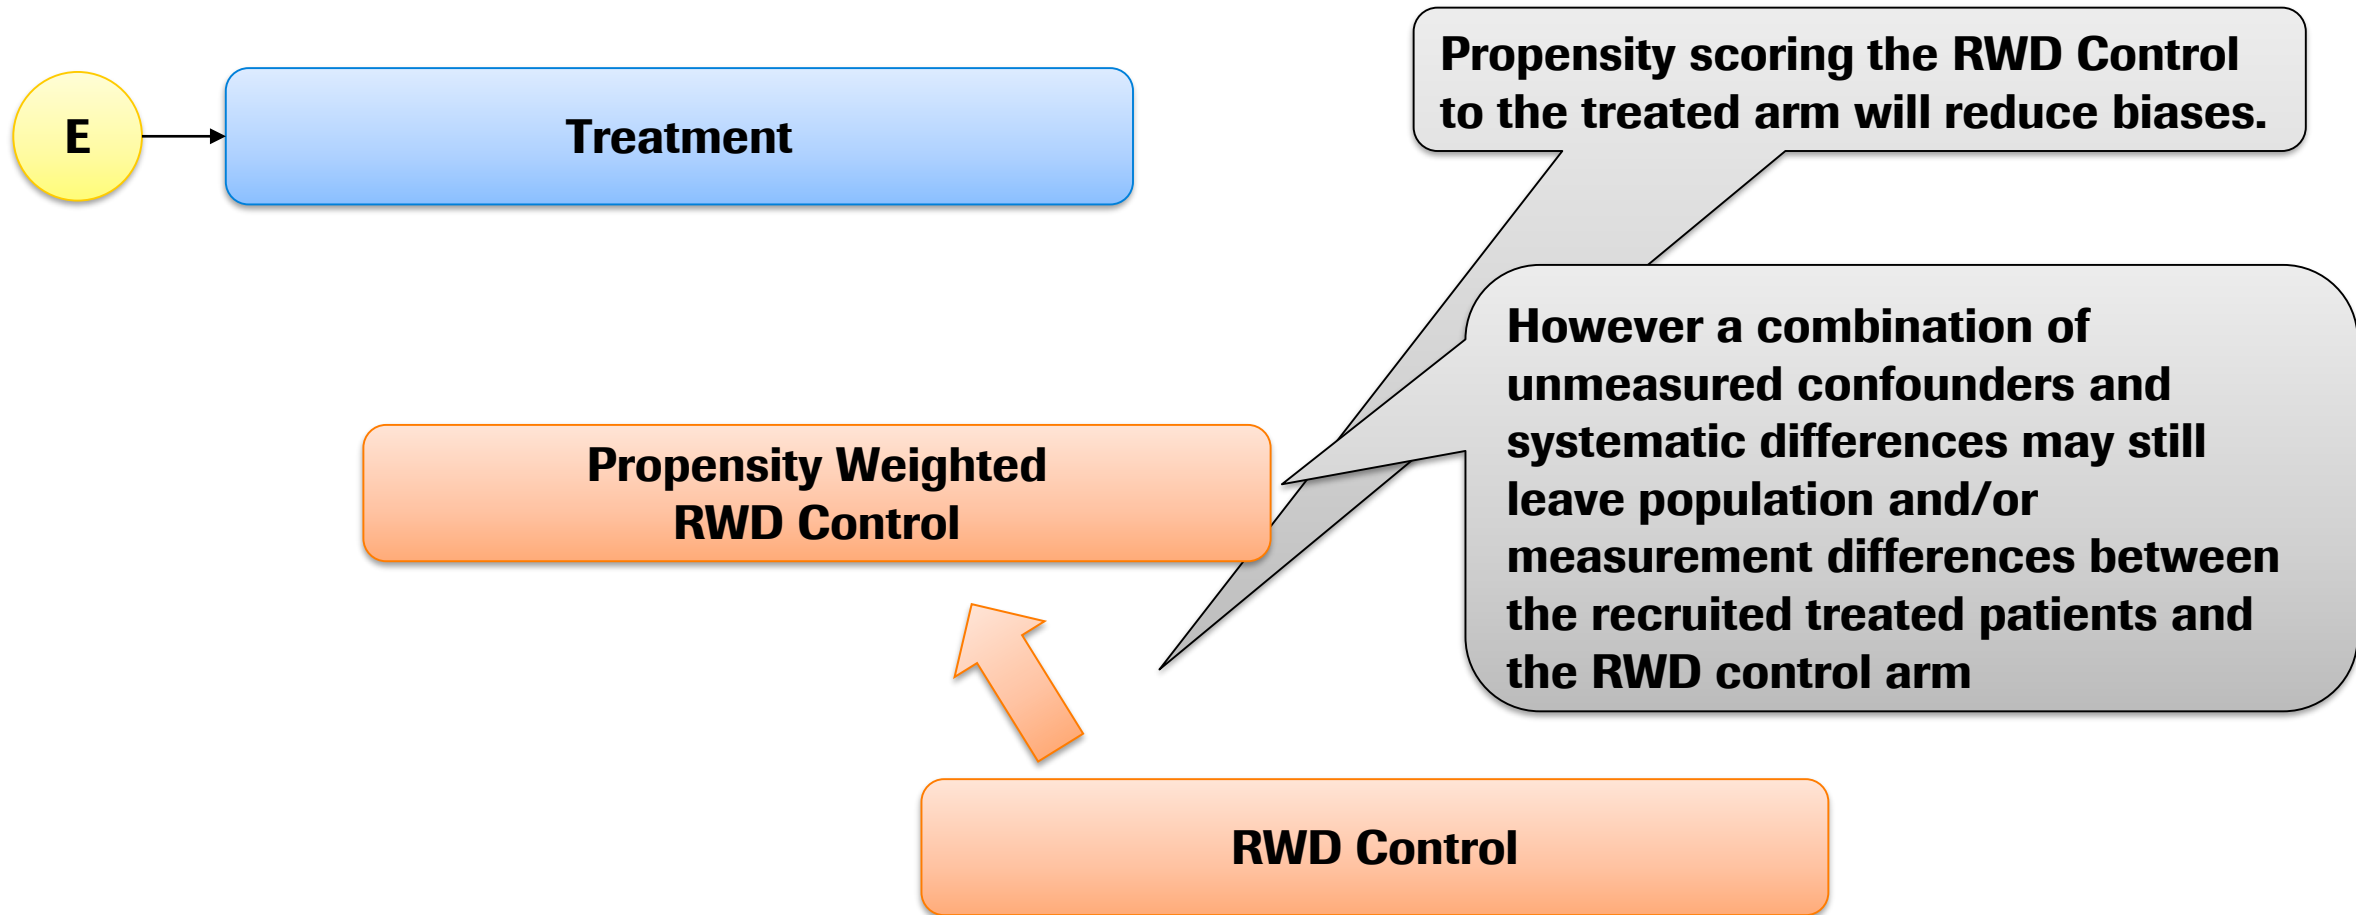 E
Treatment
Propensity scoring the RWD Control
to the treated arm will reduce biases.
However a combination of
unmeasured confounders and
systematic differences may still
leave population and/or
measurement differences between
the recruited treated patients and
the RWD control arm
Propensity Weighted
RWD Control
RWD Control